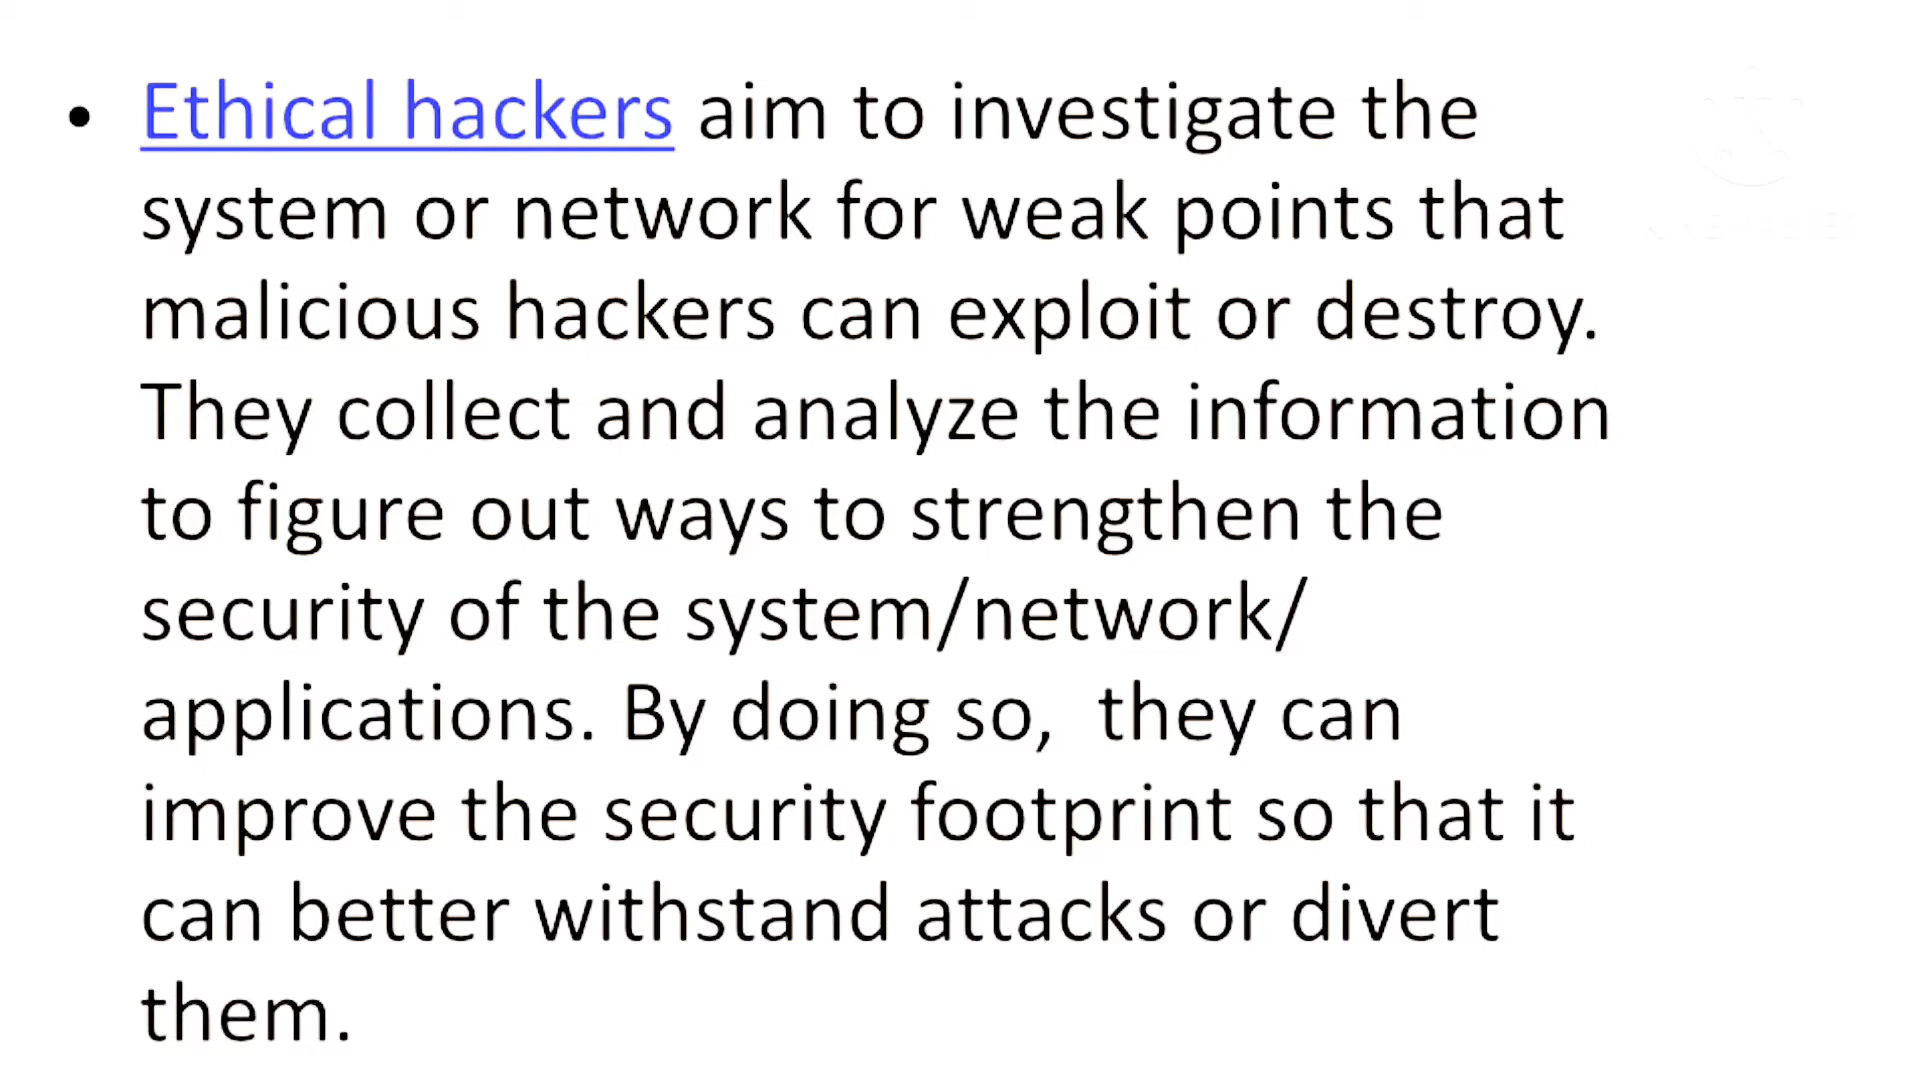 • Ethical hackers aim to investigate the
system or network for weak points that
malicious hackers can exploit or destroy.
They collect and analyze the information
to figure out ways to strengthen the
security of the system/network/
applications. By doing so,  they can
improve the security footprint so that it
can better withstand attacks or divert
them.